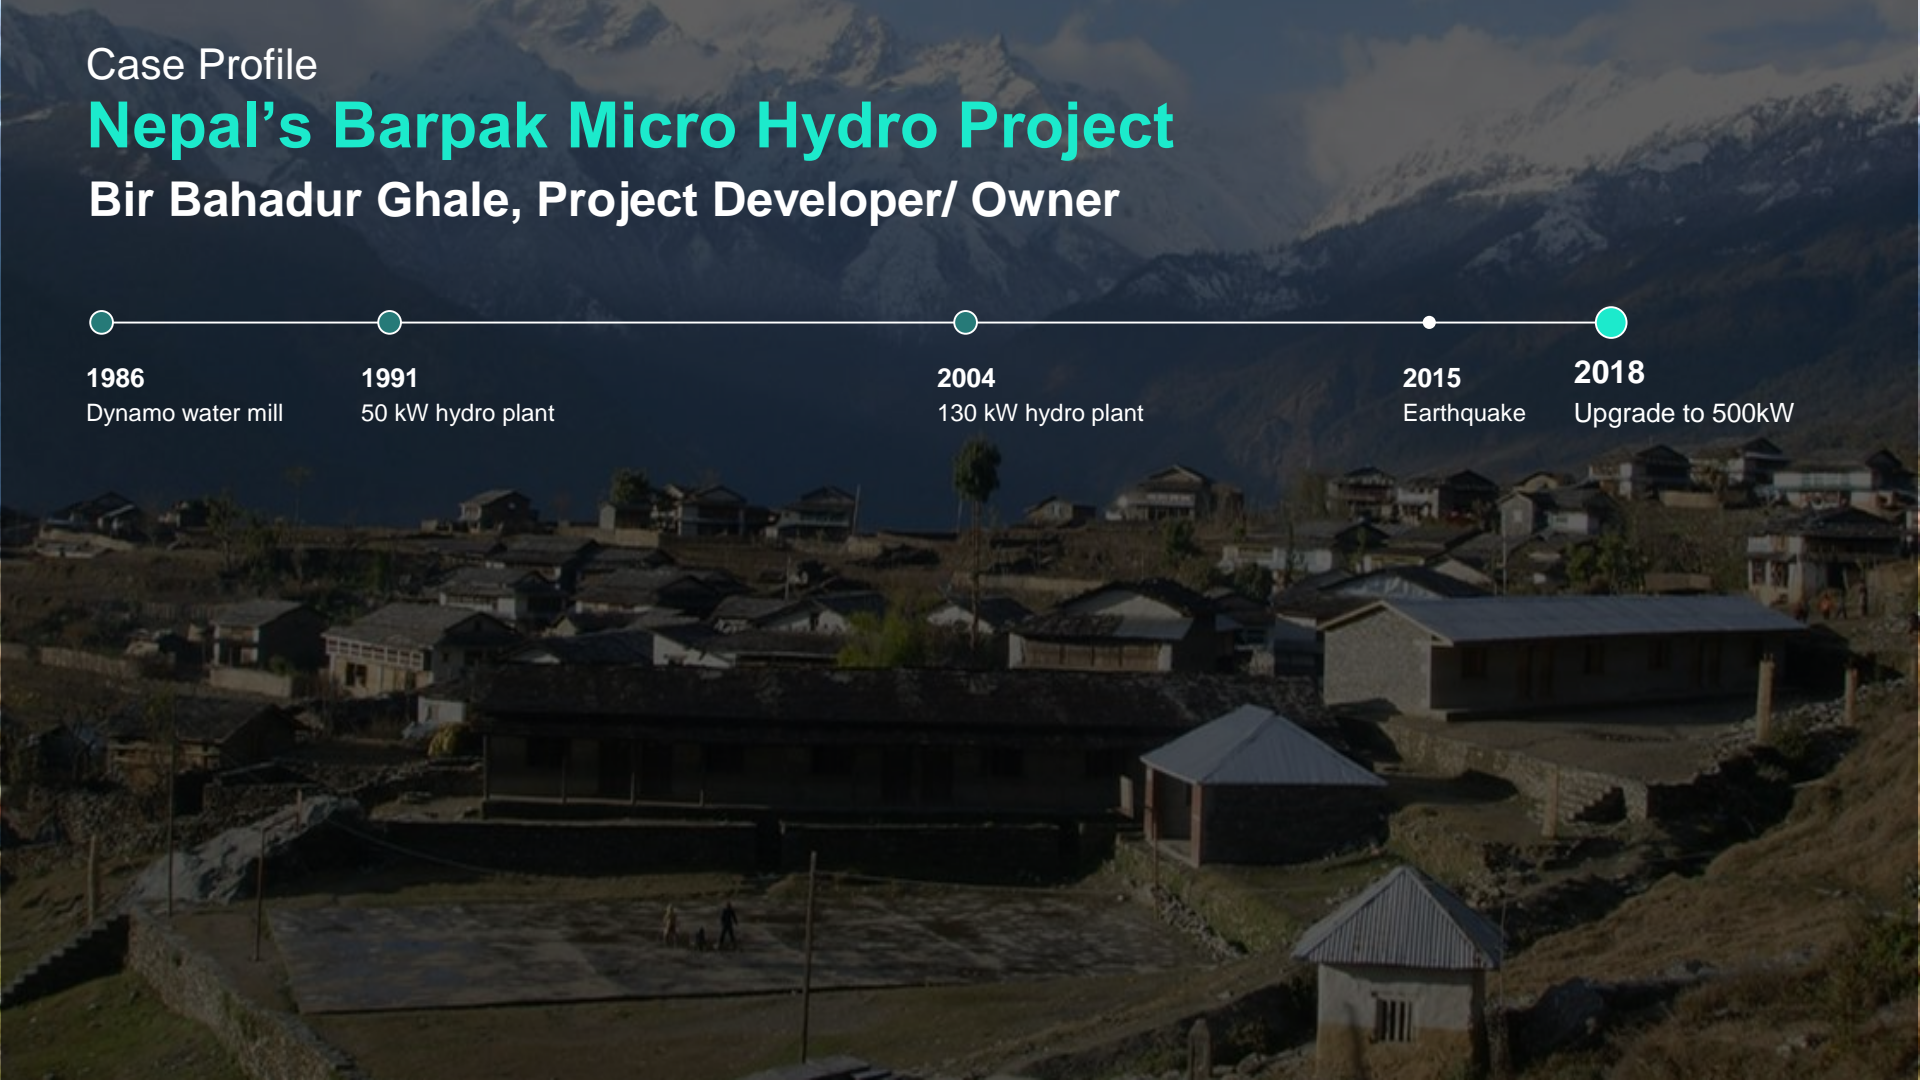 Case Profile
Nepal’s Barpak Micro Hydro Project
Bir Bahadur Ghale, Project Developer/ Owner
1986
Dynamo water mill
1991
50 kW hydro plant
2004
130 kW hydro plant
2015
Earthquake
2018
Upgrade to 500kW